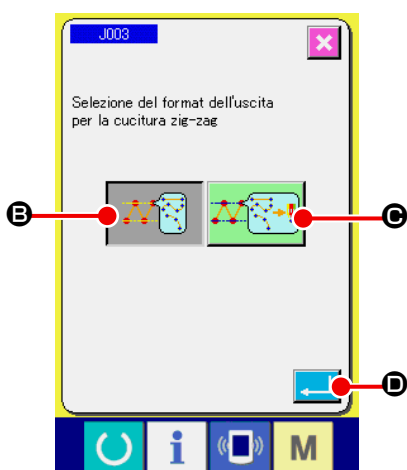 J003
Selezione del format dell'uscita
per la cucitura zig-zag
B
C
D
i
M